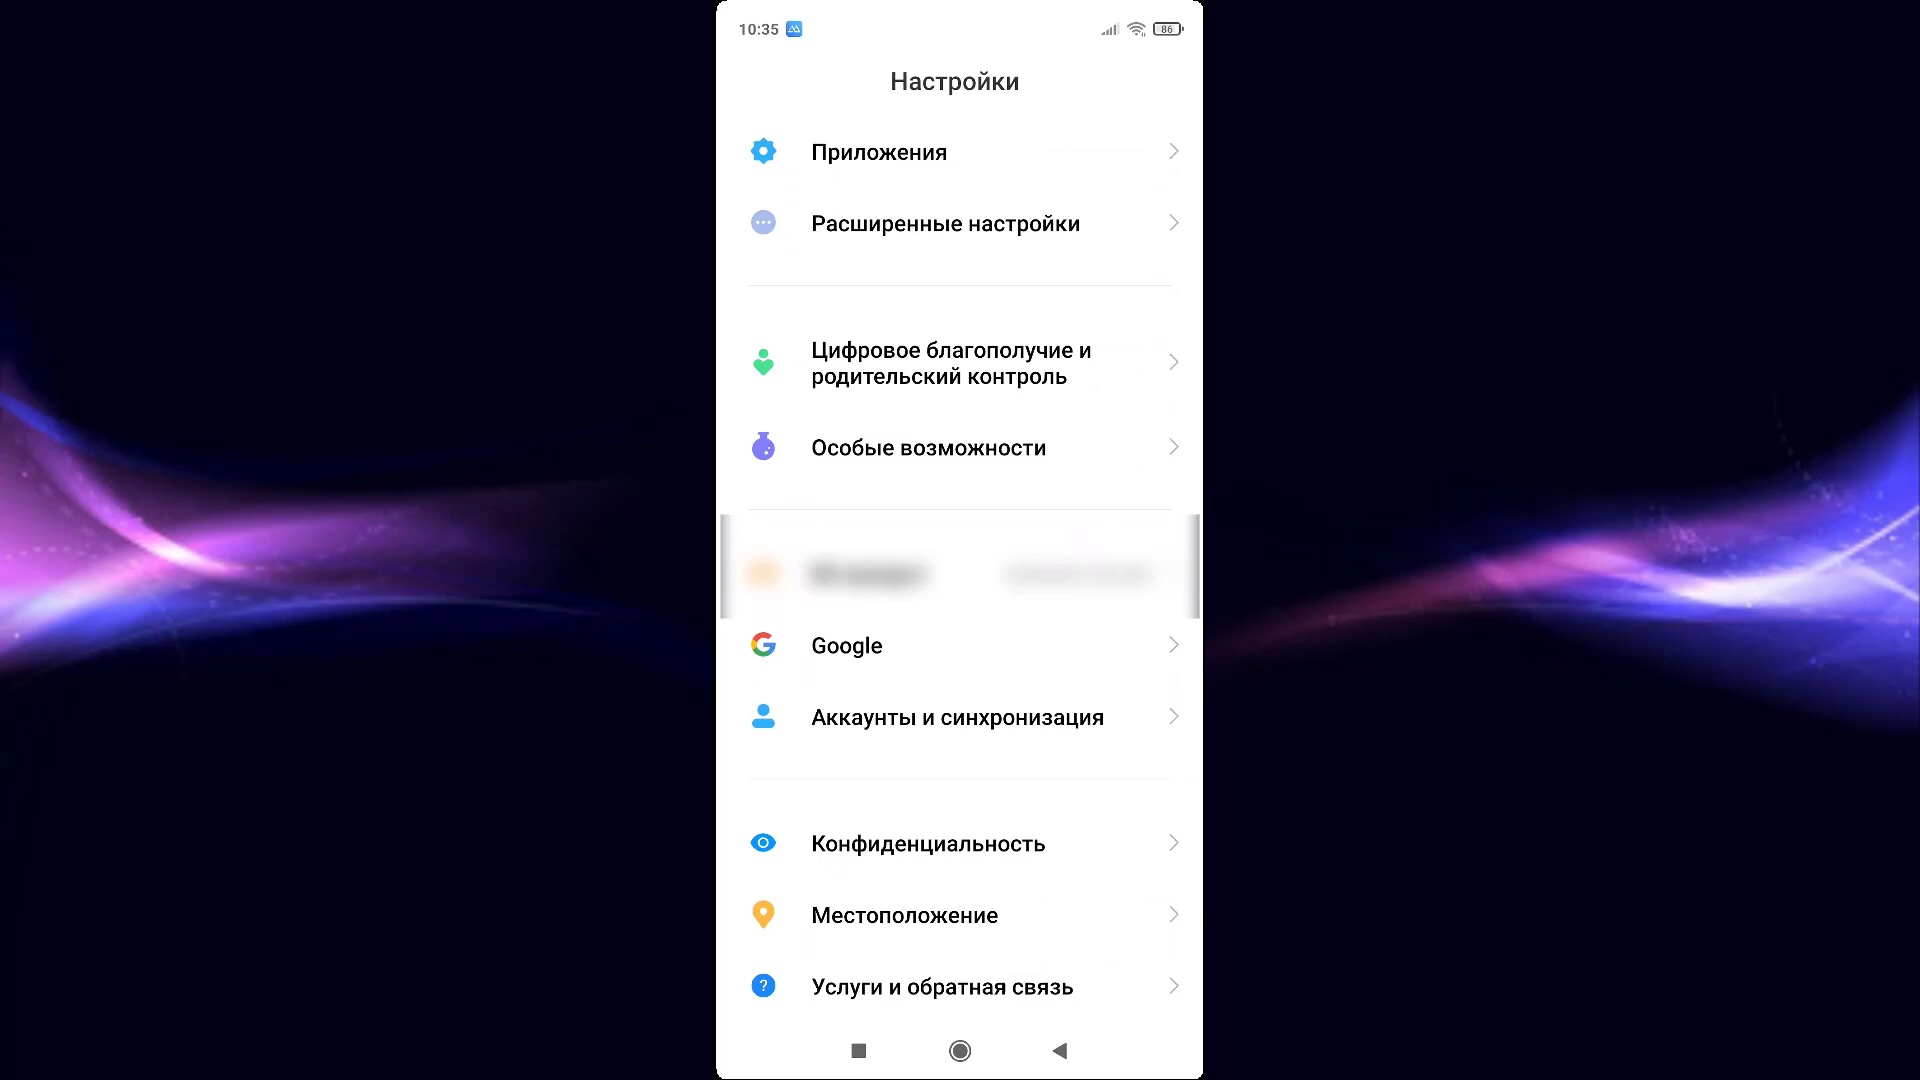 10:35
86
Настройки
Приложения
Расширенные настройки
Цифровое благополучие и
родительский контроль
Особые возможности
Google
Аккаунты и синхронизация
Конфиденциальность
Местоположение
Услуги и обратная связь